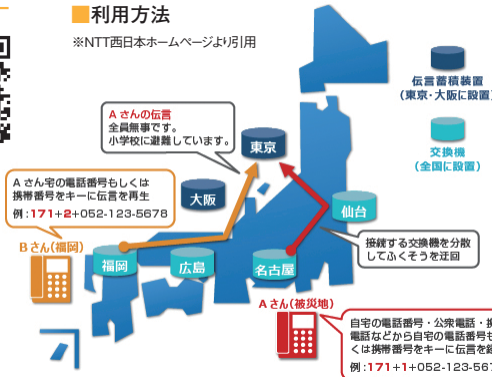 ■利用方法
※NTT西日本ホームページより引用
伝言蓄積装置
(東京・大阪に設置)
交換機
(全国に設置)
Aさんの伝言
全員無事です。
小学校に避難しています。
東京
大阪
仙台
Aさん宅の電話番号もしくは
携帯番号をキーに伝言を再生
例:171+2+052-123-5678
Bさん(福岡)
福岡
広島
名古屋
接続する交換機を分散
してふくそうを迂回
Aさん(被災地)
自宅の電話番号・公衆電話・携
電話などから自宅の電話番号も
くは携帯番号をキーに伝言を録
例:171+1+052-123-567